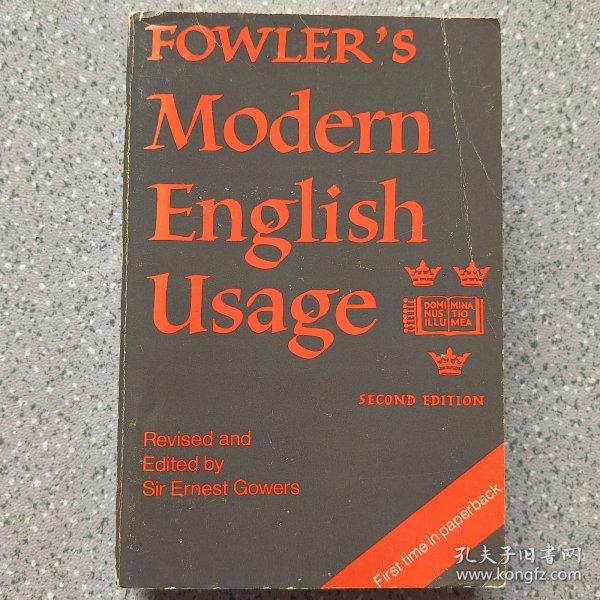 FOWLER'S
Modern
English
Usage
DOMI MINA
NUS TIO
ILLU MEA
SECOND EDITION
Revised and
Edited by
Sir Ernest Gowers
First time in paperback
孔夫子旧书网
www.kongfz.com